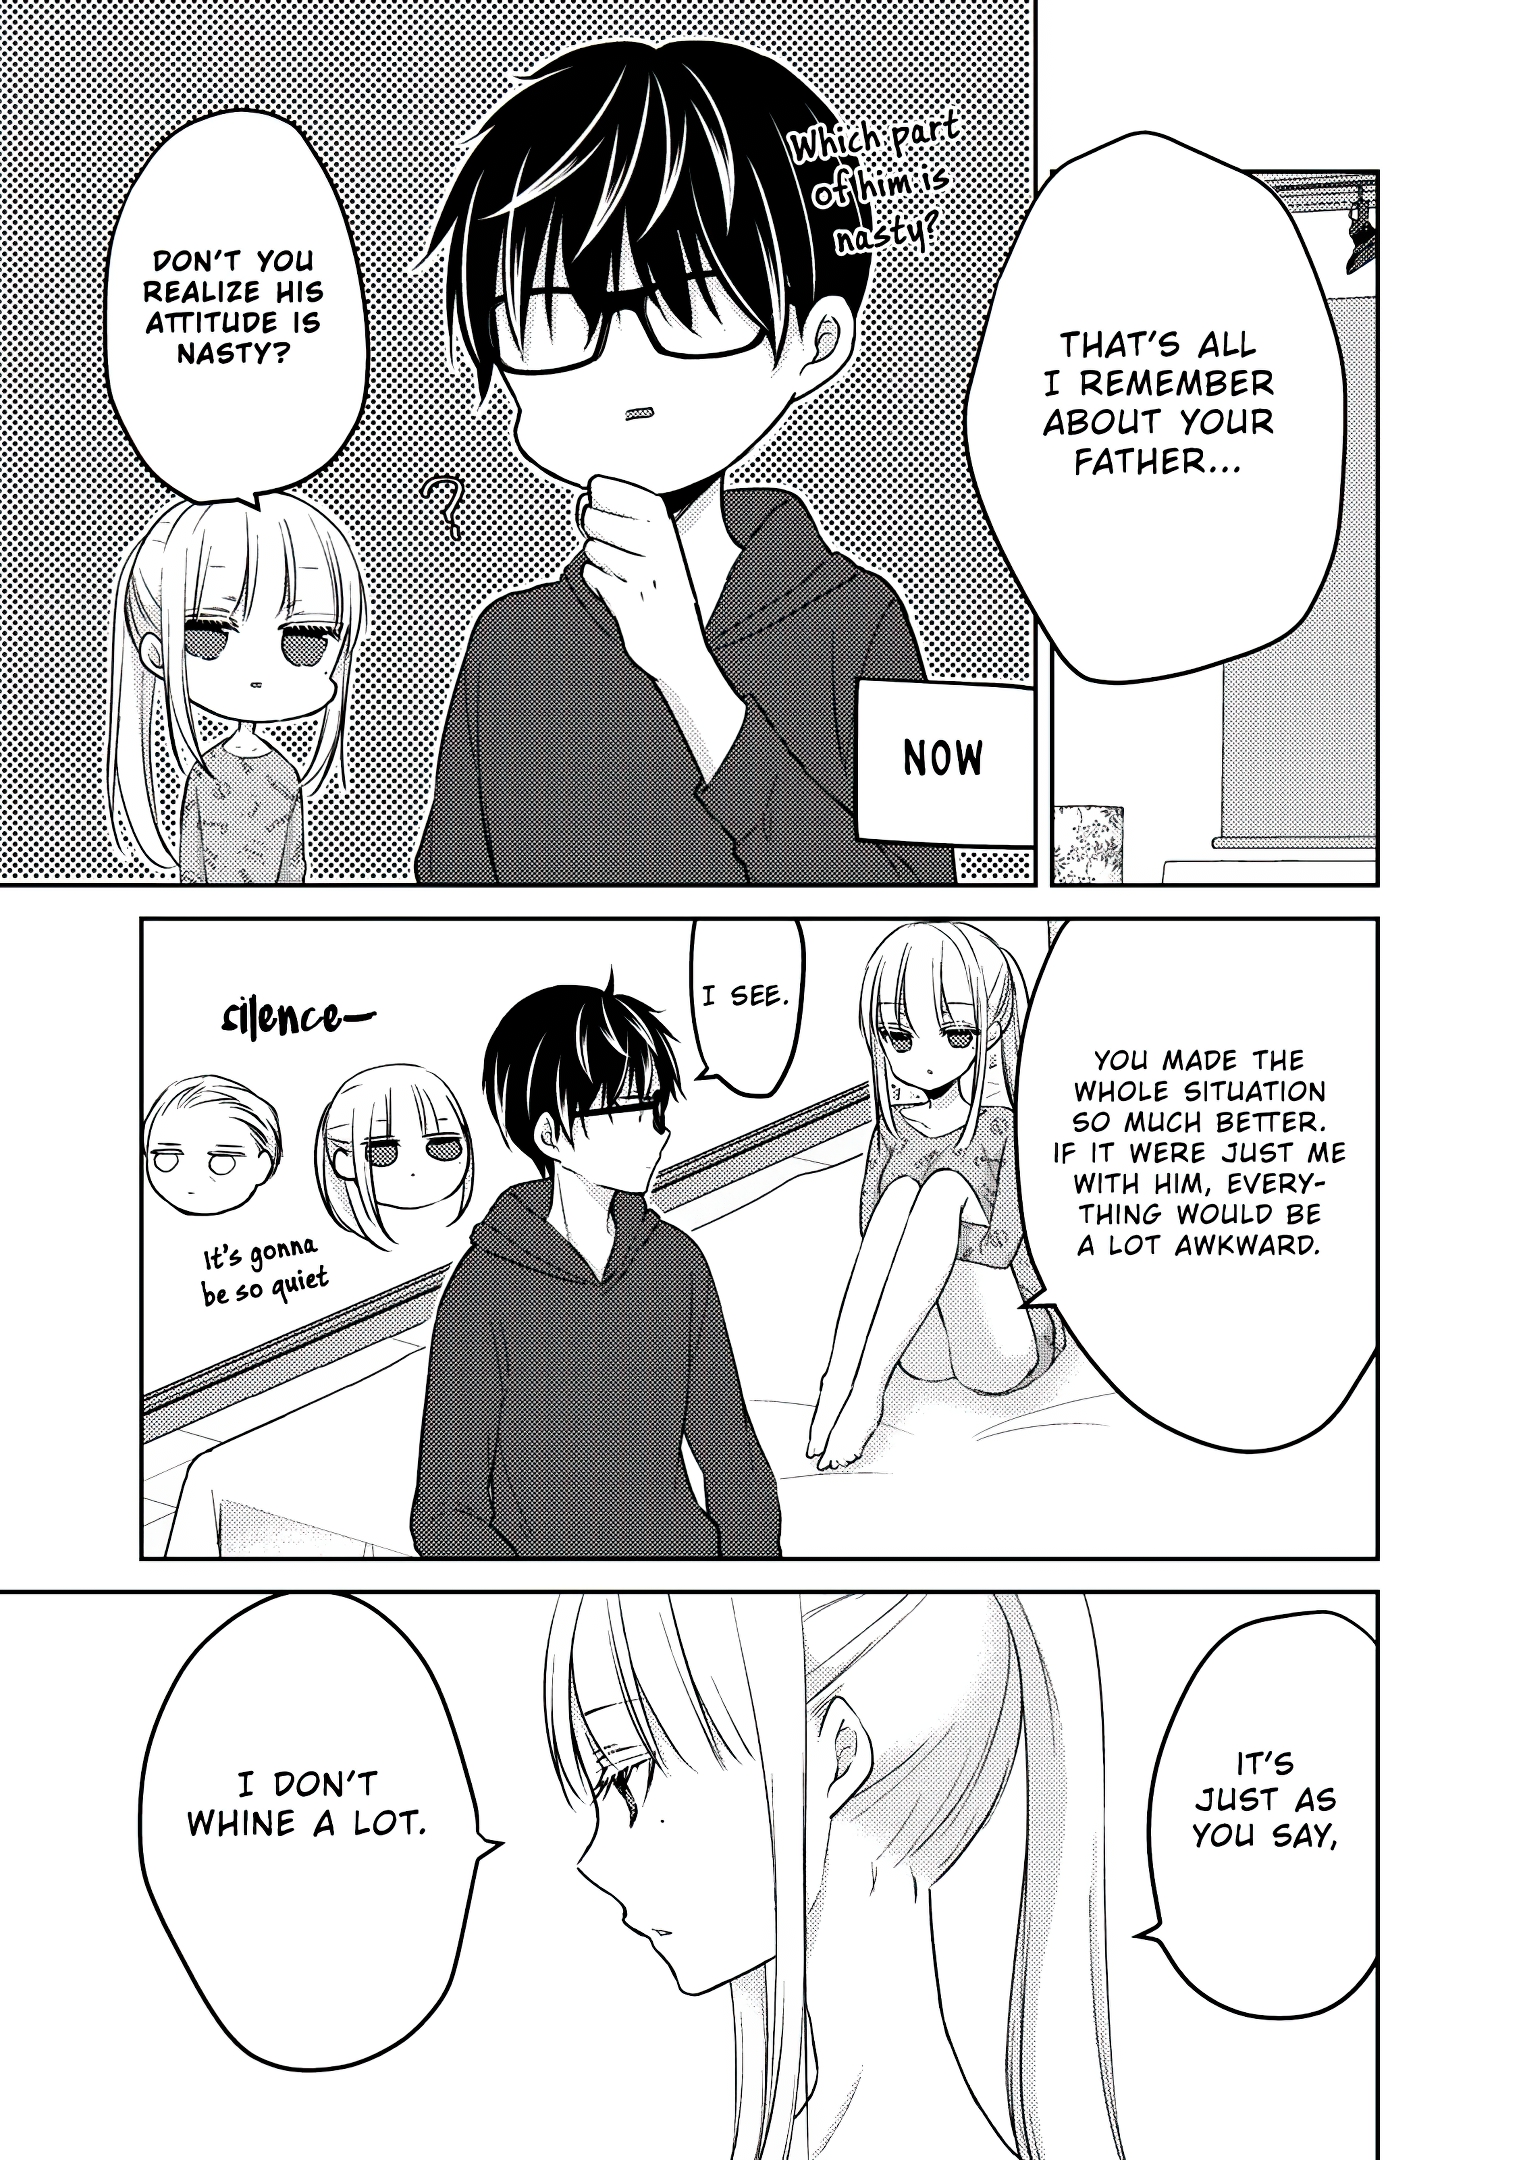 THAT'S ALL
I REMEMBER
ABOUT YOUR
FATHER...
NOW
Which part
of him is
nasty?
?
DON'T YOU
REALIZE HIS
ATTITUDE IS
NASTY?
YOU MADE THE
WHOLE SITUATION
SO MUCH BETTER.
IF IT WERE JUST ME
WITH HIM, EVERY-
THING WOULD BE
A LOT AWKWARD.
I SEE.
silence—
It's gonna
be so quiet
IT'S
JUST AS
YOU SAY,
I DON'T
WHINE A LOT.